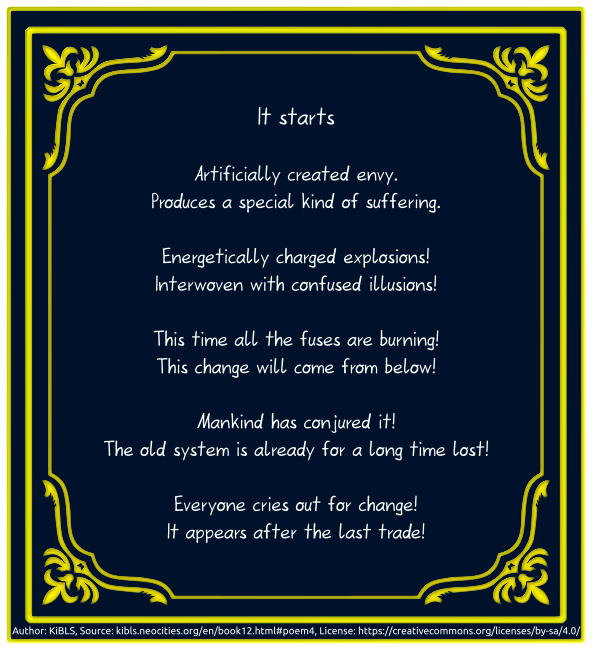 It starts
Artificially created envy.
Produces a special kind of suffering.
Energetically charged explosions!
Interwoven with confused illusions!
This time all the fuses are burning!
This change will come from below!
Mankind has conjured it!
The old system is already for a long time lost!
Everyone cries out for change!
It appears after the last trade!
Author: KiBLS, Source: kibls.neocities.org/en/book12.html#poem4, License: https://creativecommons.org/licenses/by-sa/4.0/